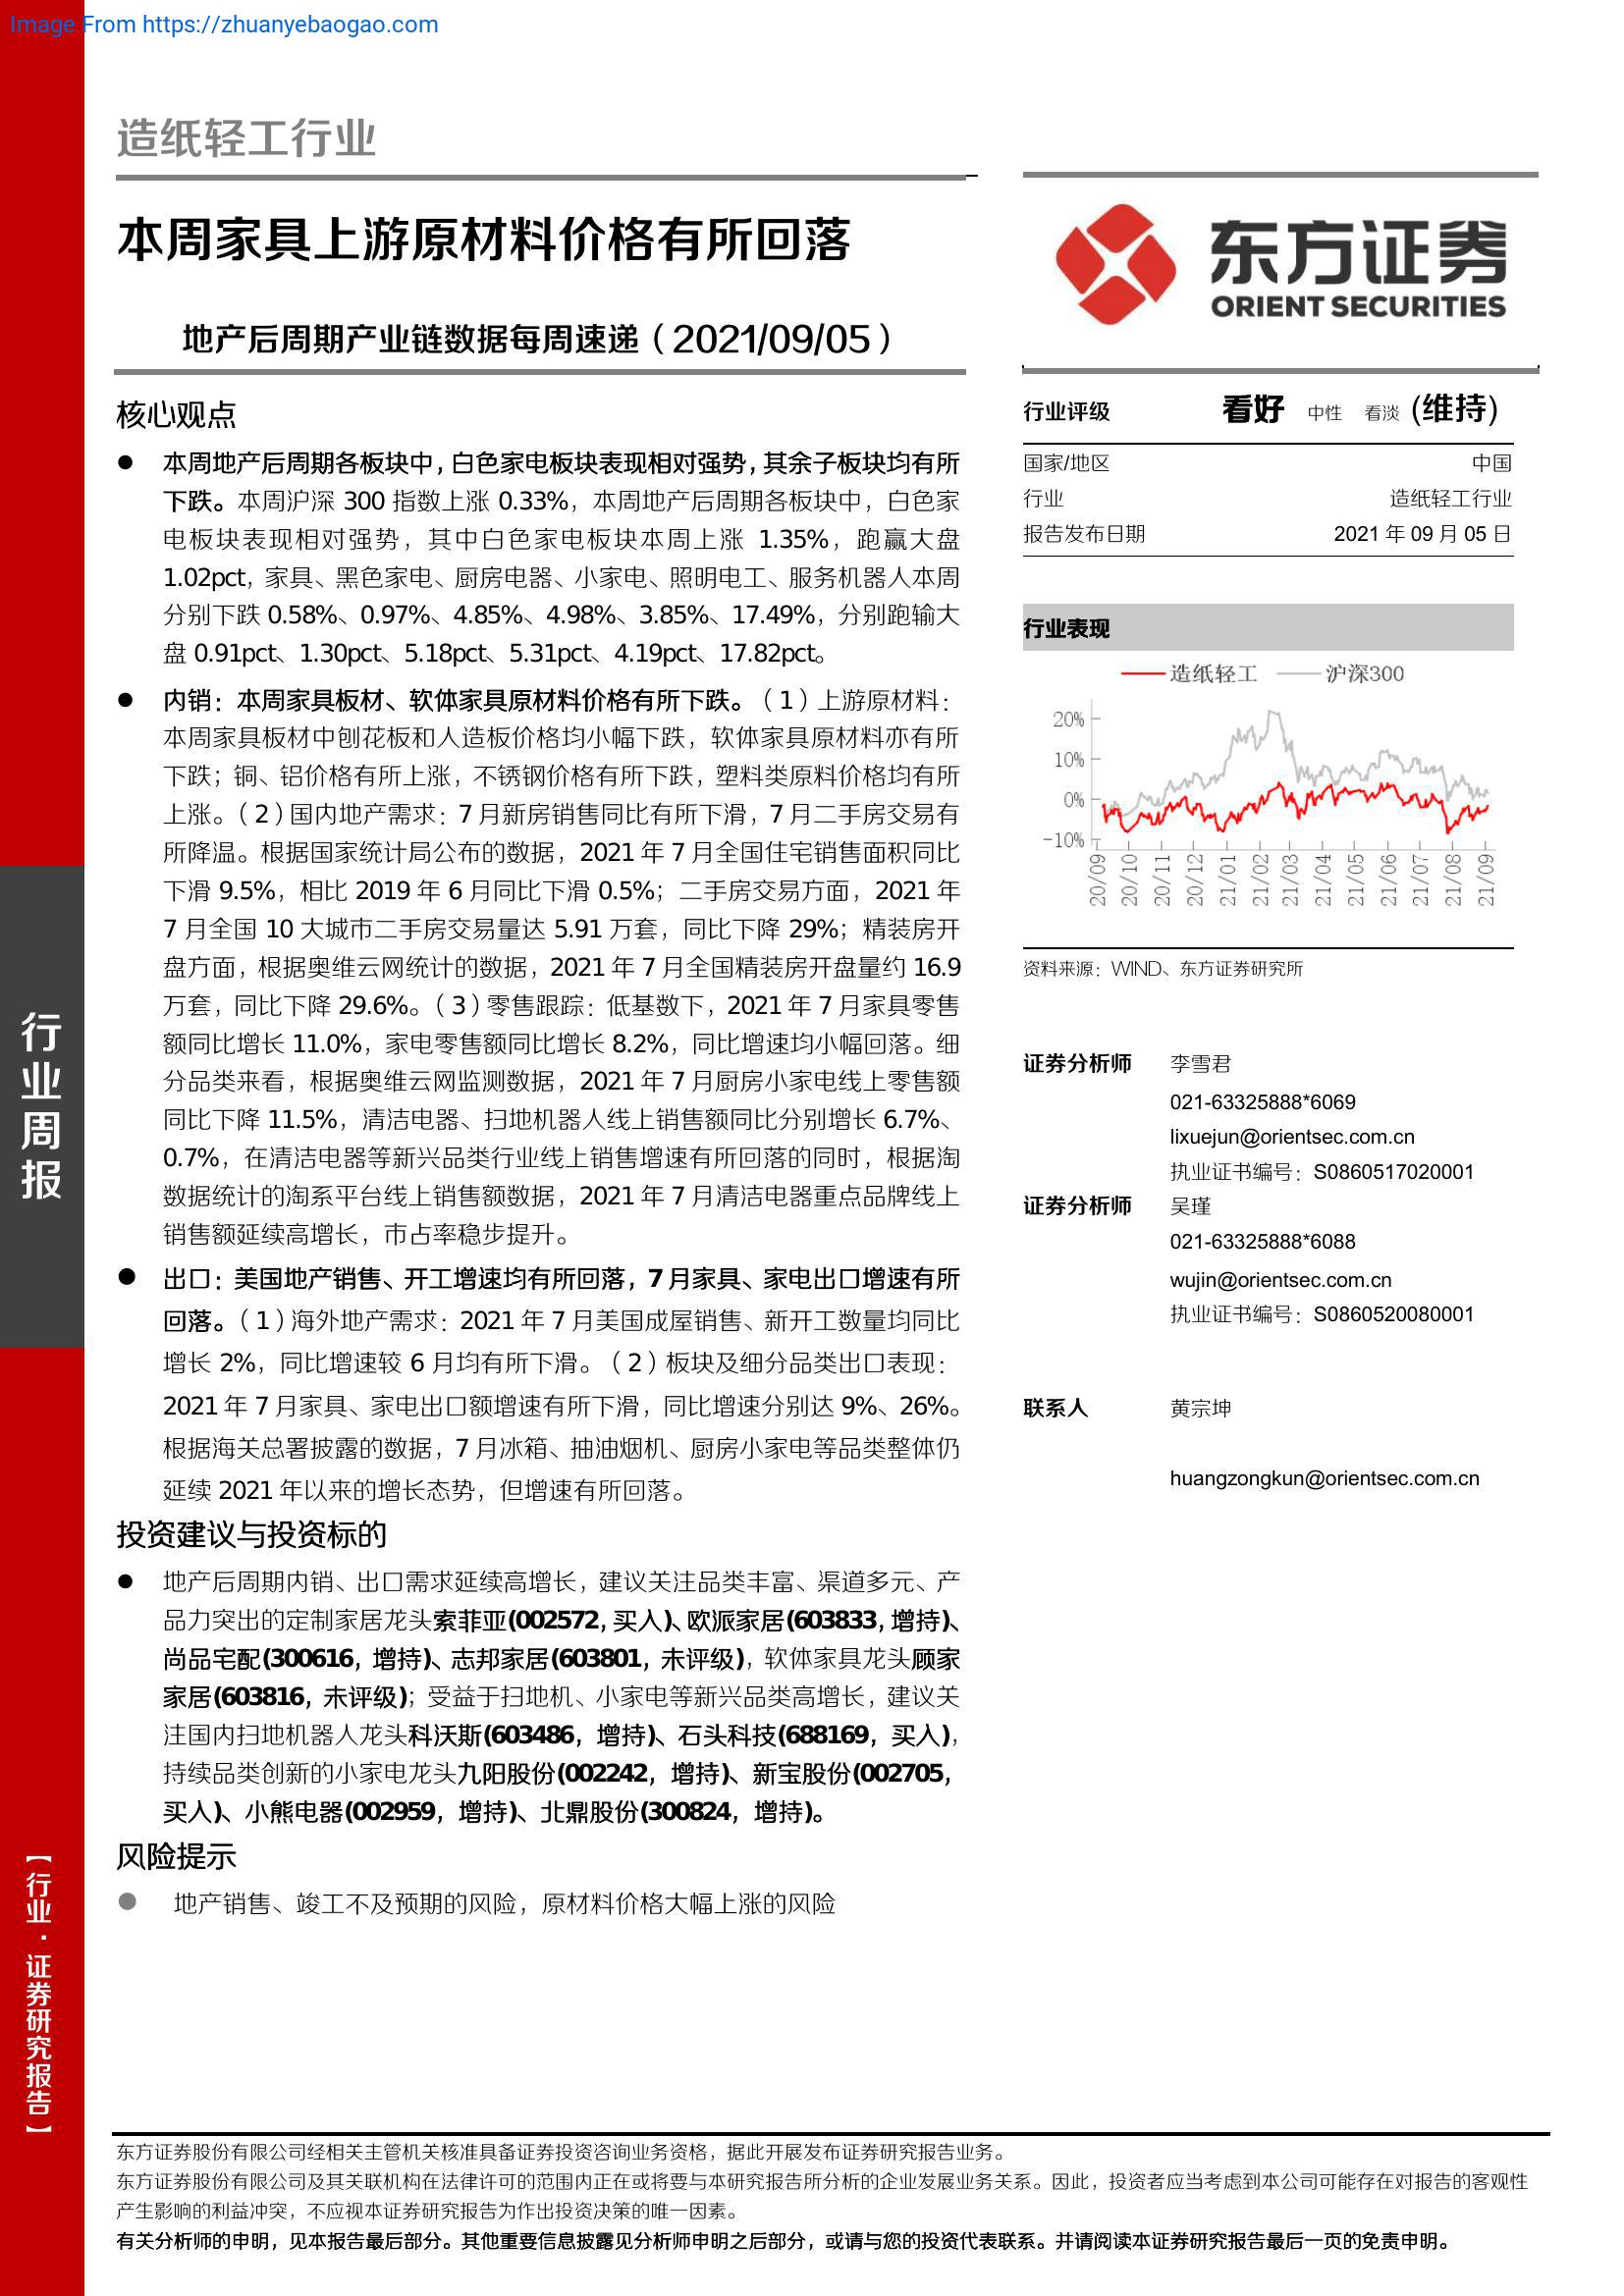 Image From https://zhuanyebaogao.com
造纸轻工行业
本周家具上游原材料价格有所回落
地产后周期产业链数据每周速递（2021/09/05）
核心观点
● 本周地产后周期各板块中，白色家电板块表现相对强势，其余子板块均有所
下跌。本周沪深 300 指数上涨 0.33%，本周地产后周期各板块中，白色家
电板块表现相对强势，其中白色家电板块本周上涨 1.35%，跑赢大盘
1.02pct，家具、黑色家电、厨房电器、小家电、照明电工、服务机器人本周
分别下跌 0.58%、0.97%、4.85%、4.98%、3.85%、17.49%，分别跑输大
盘 0.91pct、1.30pct、5.18pct、5.31pct、4.19pct、17.82pct。
● 内销：本周家具板材、软体家具原材料价格有所下跌。（1）上游原材料：
本周家具板材中刨花板和人造板价格均小幅下跌，软体家具原材料亦有所
下跌；铜、铝价格有所上涨，不锈钢价格有所下跌，塑料类原料价格均有所
上涨。（2）国内地产需求：7 月新房销售同比有所下滑，7 月二手房交易有
所降温。根据国家统计局公布的数据，2021 年 7 月全国住宅销售面积同比
下滑 9.5%，相比 2019 年 6 月同比下滑 0.5%；二手房交易方面，2021 年
7 月全国 10 大城市二手房交易量达 5.91 万套，同比下降 29%；精装房开
盘方面，根据奥维云网统计的数据，2021 年 7 月全国精装房开盘量约 16.9
万套，同比下降 29.6%。（3）零售跟踪：低基数下，2021 年 7 月家具零售
额同比增长 11.0%，家电零售额同比增长 8.2%，同比增速均小幅回落。细
分品类来看，根据奥维云网监测数据，2021 年 7 月厨房小家电线上零售额
同比下降 11.5%，清洁电器、扫地机器人线上销售额同比分别增长 6.7%、
0.7%，在清洁电器等新兴品类行业线上销售增速有所回落的同时，根据淘
数据统计的淘系平台线上销售额数据，2021 年 7 月清洁电器重点品牌线上
销售额延续高增长，市占率稳步提升。
● 出口：美国地产销售、开工增速均有所回落，7 月家具、家电出口增速有所
回落。（1）海外地产需求：2021 年 7 月美国成屋销售、新开工数量均同比
增长 2%，同比增速较 6 月均有所下滑。（2）板块及细分品类出口表现：
2021 年 7 月家具、家电出口额增速有所下滑，同比增速分别达 9%、26%。
根据海关总署披露的数据，7 月冰箱、抽油烟机、厨房小家电等品类整体仍
延续 2021 年以来的增长态势，但增速有所回落。
投资建议与投资标的
● 地产后周期内销、出口需求延续高增长，建议关注品类丰富、渠道多元、产
品力突出的定制家居龙头索菲亚(002572，买入)、欧派家居(603833，增持)、
尚品宅配(300616，增持)、志邦家居(603801，未评级)，软体家具龙头顾家
家居(603816，未评级)；受益于扫地机、小家电等新兴品类高增长，建议关
注国内扫地机器人龙头科沃斯(603486，增持)、石头科技(688169，买入)，
持续品类创新的小家电龙头九阳股份(002242，增持)、新宝股份(002705，
买入)、小熊电器(002959，增持)、北鼎股份(300824，增持)。
风险提示
● 地产销售、竣工不及预期的风险，原材料价格大幅上涨的风险
东方证券
ORIENT SECURITIES
行业评级 看好 中性 看淡 (维持)
国家/地区 中国
行业 造纸轻工行业
报告发布日期 2021 年 09 月 05 日
行业表现
造纸轻工 沪深300
20%
10%
0%
-10%
20/09 20/10 20/11 20/12 21/01 21/02 21/03 21/04 21/05 21/06 21/07 21/08 21/09
资料来源：WIND、东方证券研究所
证券分析师 李雪君
021-63325888*6069
lixuejun@orientsec.com.cn
执业证书编号：S0860517020001
证券分析师 吴瑾
021-63325888*6088
wujin@orientsec.com.cn
执业证书编号：S0860520080001
联系人 黄宗坤
huangzongkun@orientsec.com.cn
行业周报
【行业·证券研究报告】
东方证券股份有限公司经相关主管机关核准具备证券投资咨询业务资格，据此开展发布证券研究报告业务。
东方证券股份有限公司及其关联机构在法律许可的范围内正在或将要与本研究报告所分析的企业发展业务关系。因此，投资者应当考虑到本公司可能存在对报告的客观性
产生影响的利益冲突，不应视本证券研究报告为作出投资决策的唯一因素。
有关分析师的申明，见本报告最后部分。其他重要信息披露见分析师申明之后部分，或请与您的投资代表联系。并请阅读本证券研究报告最后一页的免责申明。